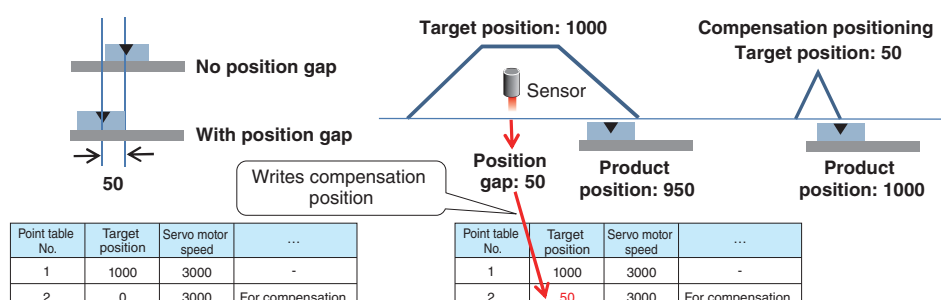 No position gap
With position gap
50
Target position: 1000
Sensor
Position
gap: 50
Product
position: 950
Compensation positioning
Target position: 50
Product
position: 1000
Writes compensation
position
Point table
No.
Target
position
Servo motor
speed
…
1
1000
3000
-
2
0
3000
For compensation
Point table
No.
Target
position
Servo motor
speed
…
1
1000
3000
-
2
50
3000
For compensation